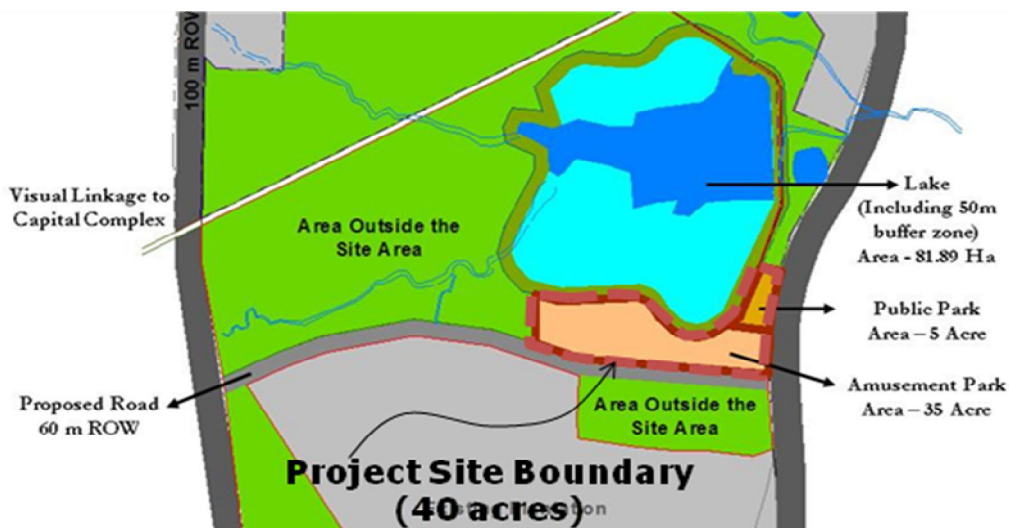 100 m ROW
Visual Linkage to
Capital Complex
Area Outside the
Site Area
Lake
(Including 50m
buffer zone)
Area - 81.89 Ha
Public Park
Area – 5 Acre
Amusement Park
Area – 35 Acre
Proposed Road
60 m ROW
Area Outside the
Site Area
Project Site Boundary
(40 acres)